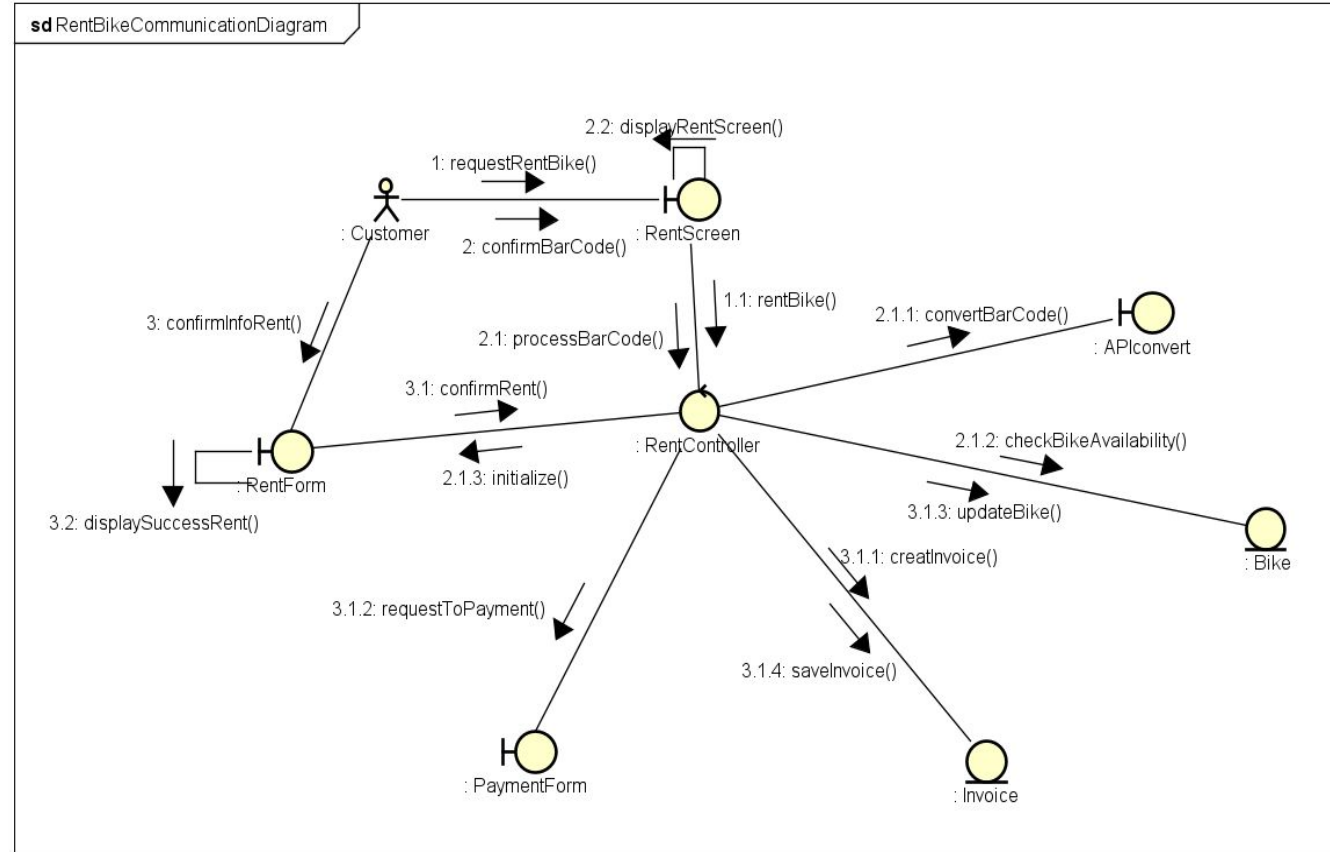 sd RentBikeCommunicationDiagram
2.2: displayRentScreen()
1: requestRentBike()
: Customer
: RentScreen
2: confirmBarCode()
1.1: rentBike()
2.1.1: convertBarCode()
3: confirmInfoRent()
2.1: processBarCode()
: APIconvert
3.1: confirmRent()
: RentController
2.1.2: checkBikeAvailability()
: RentForm
2.1.3: initialize()
3.1.3: updateBike()
3.2: displaySuccessRent()
3.1.1: creatInvoice()
: Bike
3.1.2: requestToPayment()
3.1.4: saveInvoice()
: PaymentForm
: Invoice